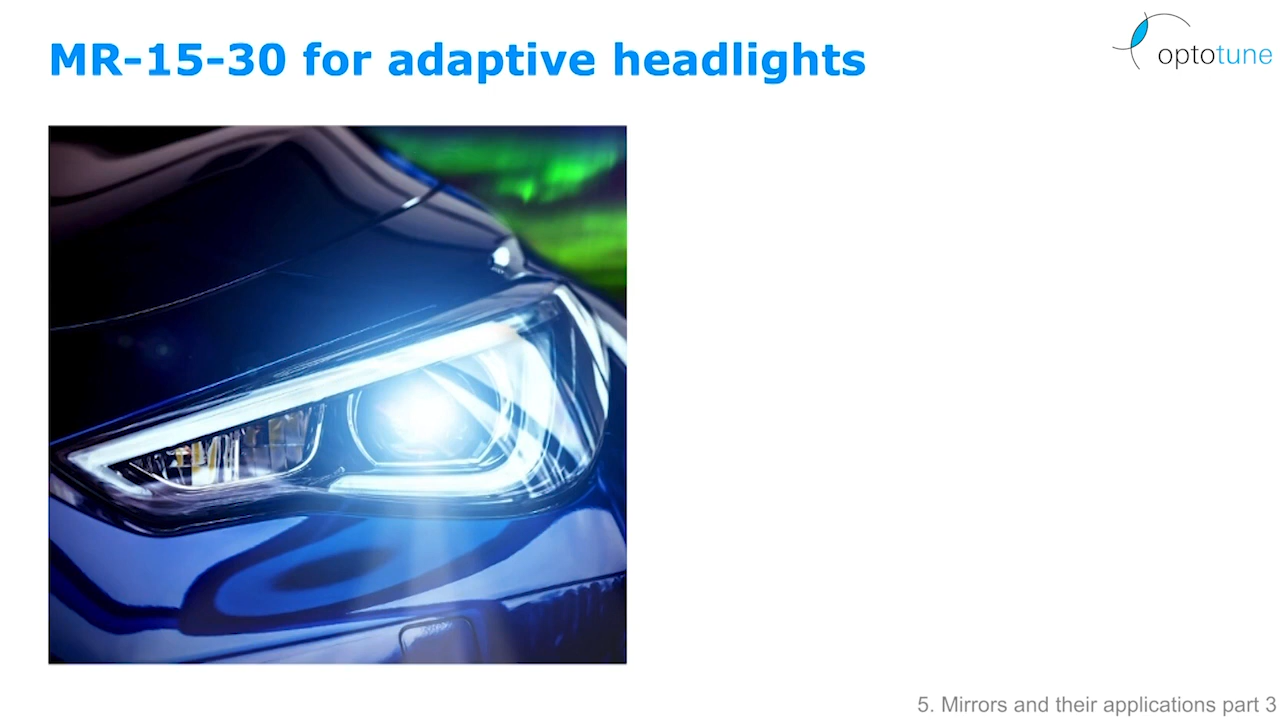 MR-15-30 for adaptive headlights
optotune
5. Mirrors and their applications part 3